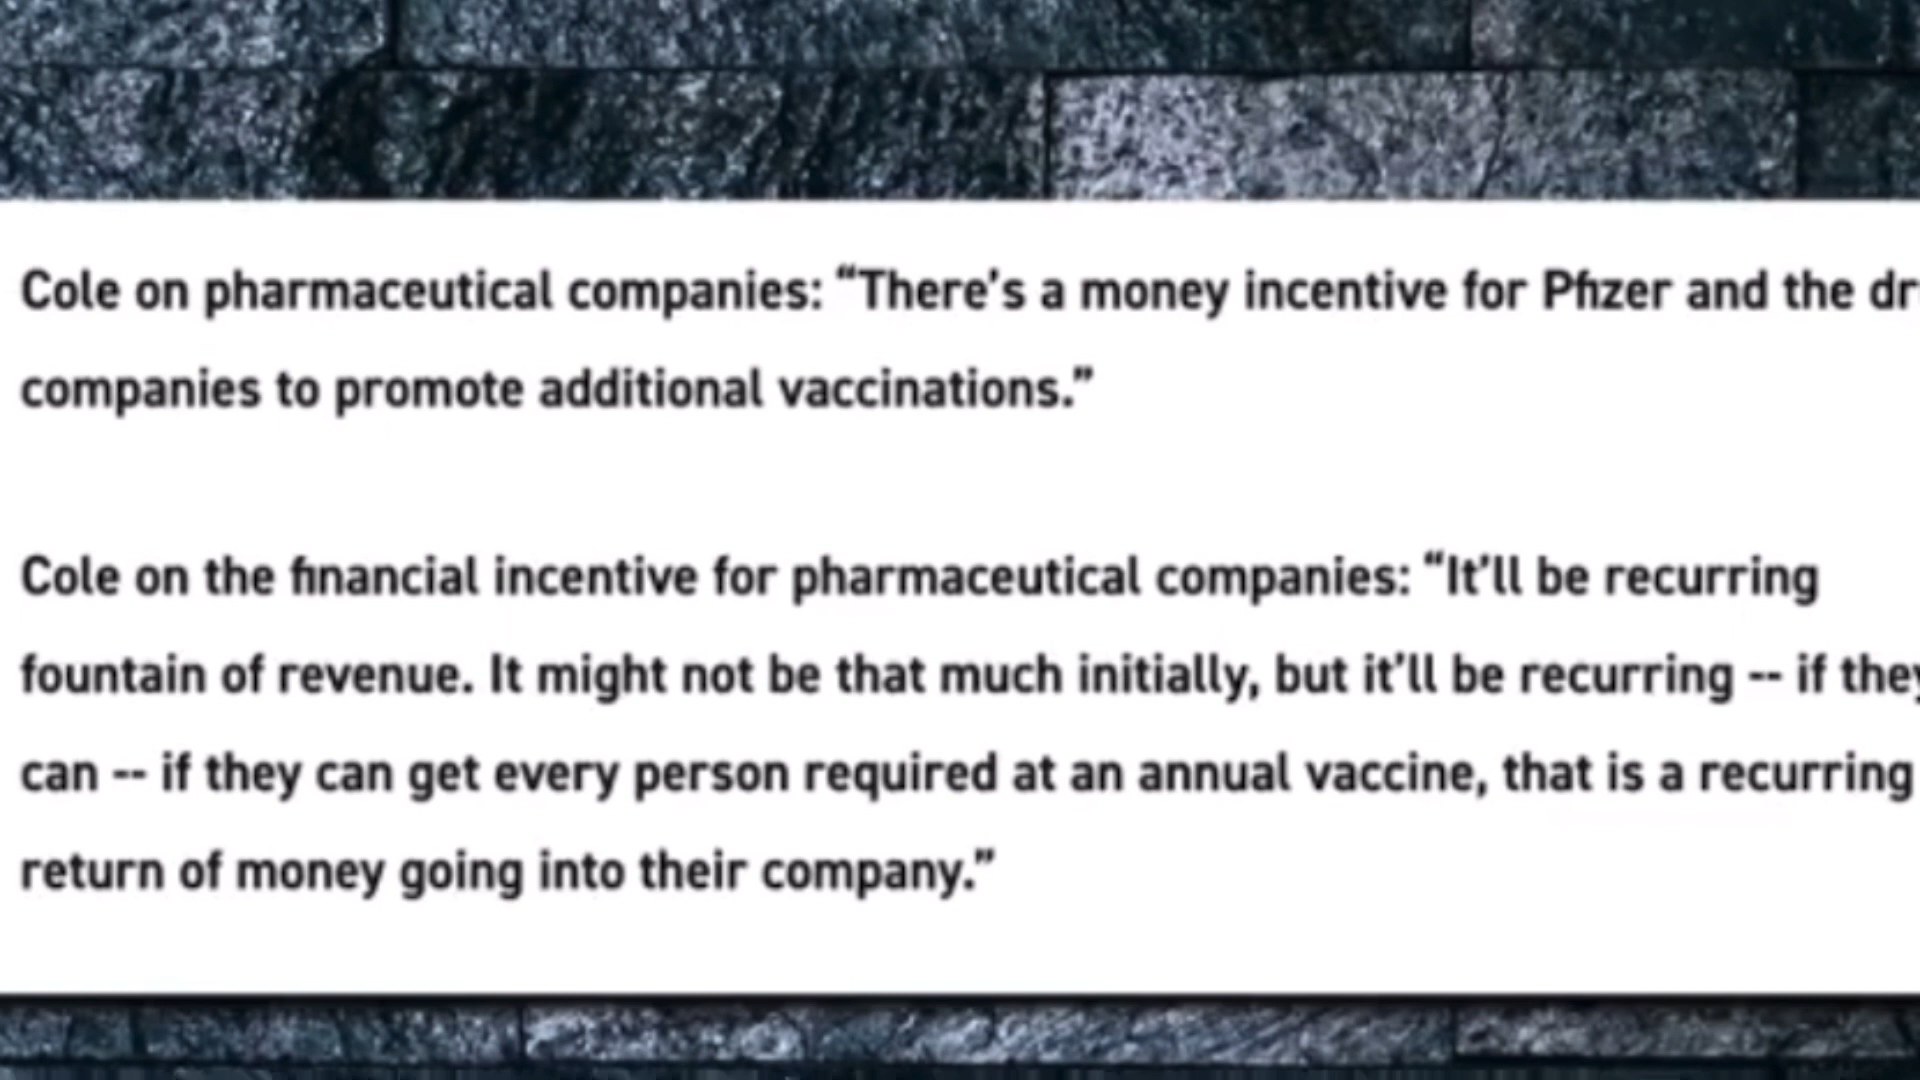 Cole on pharmaceutical companies: “There’s a money incentive for Pfizer and the
companies to promote additional vaccinations.”
Cole on the financial incentive for pharmaceutical companies: “It’ll be recurring
fountain of revenue. It might not be that much initially, but it’ll be recurring -- if they
can -- if they can get every person required at an annual vaccine, that is a recurring
return of money going into their company.”